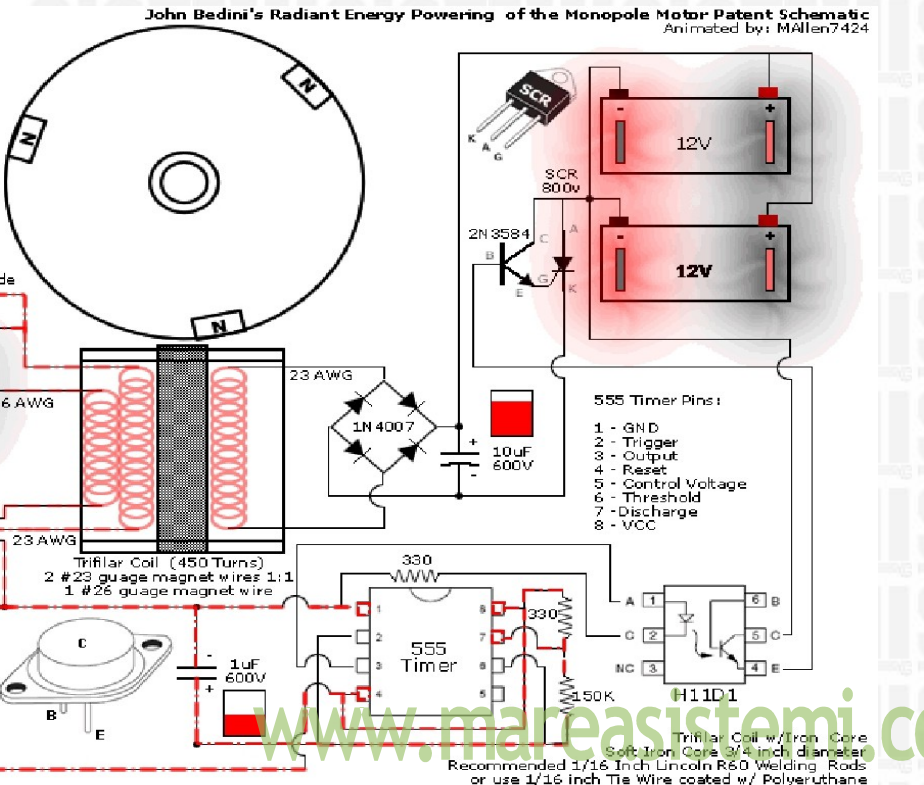 John Bedini's Radiant Energy Powering of the Monopole Motor Patent Schematic
Animated by: MAllen7424
N
N
N
SCR
K A G
- +
12V
SCR
800v
2N3584
C
B
E
A
G
K
- +
12V
de
6 AWG
23 AWG
23 AWG
1N4007
+
-
10uF
600V
555 Timer Pins:
1 - GND
2 - Trigger
3 - Output
4 - Reset
5 - Control Voltage
6 - Threshold
7 -Discharge
8 - VCC
Trifilar Coil (450 Turns)
2 #23 guage magnet wires 1:1
1 #26 guage magnet wire
330
C
B
E
-
+
1uF
600V
555
Timer
1
2
3
4
8
7
6
5
330
150K
A 1
C 2
NC 3
6 B
5 C
4 E
H11D1
www.mareasistemi.co
Trifilar Coil w/Iron Core
Soft Iron Core 3/4 inch diameter
Recommended 1/16 Inch Lincoln R60 Welding Rods
or use 1/16 inch Tie Wire coated w/ Polyeruthane